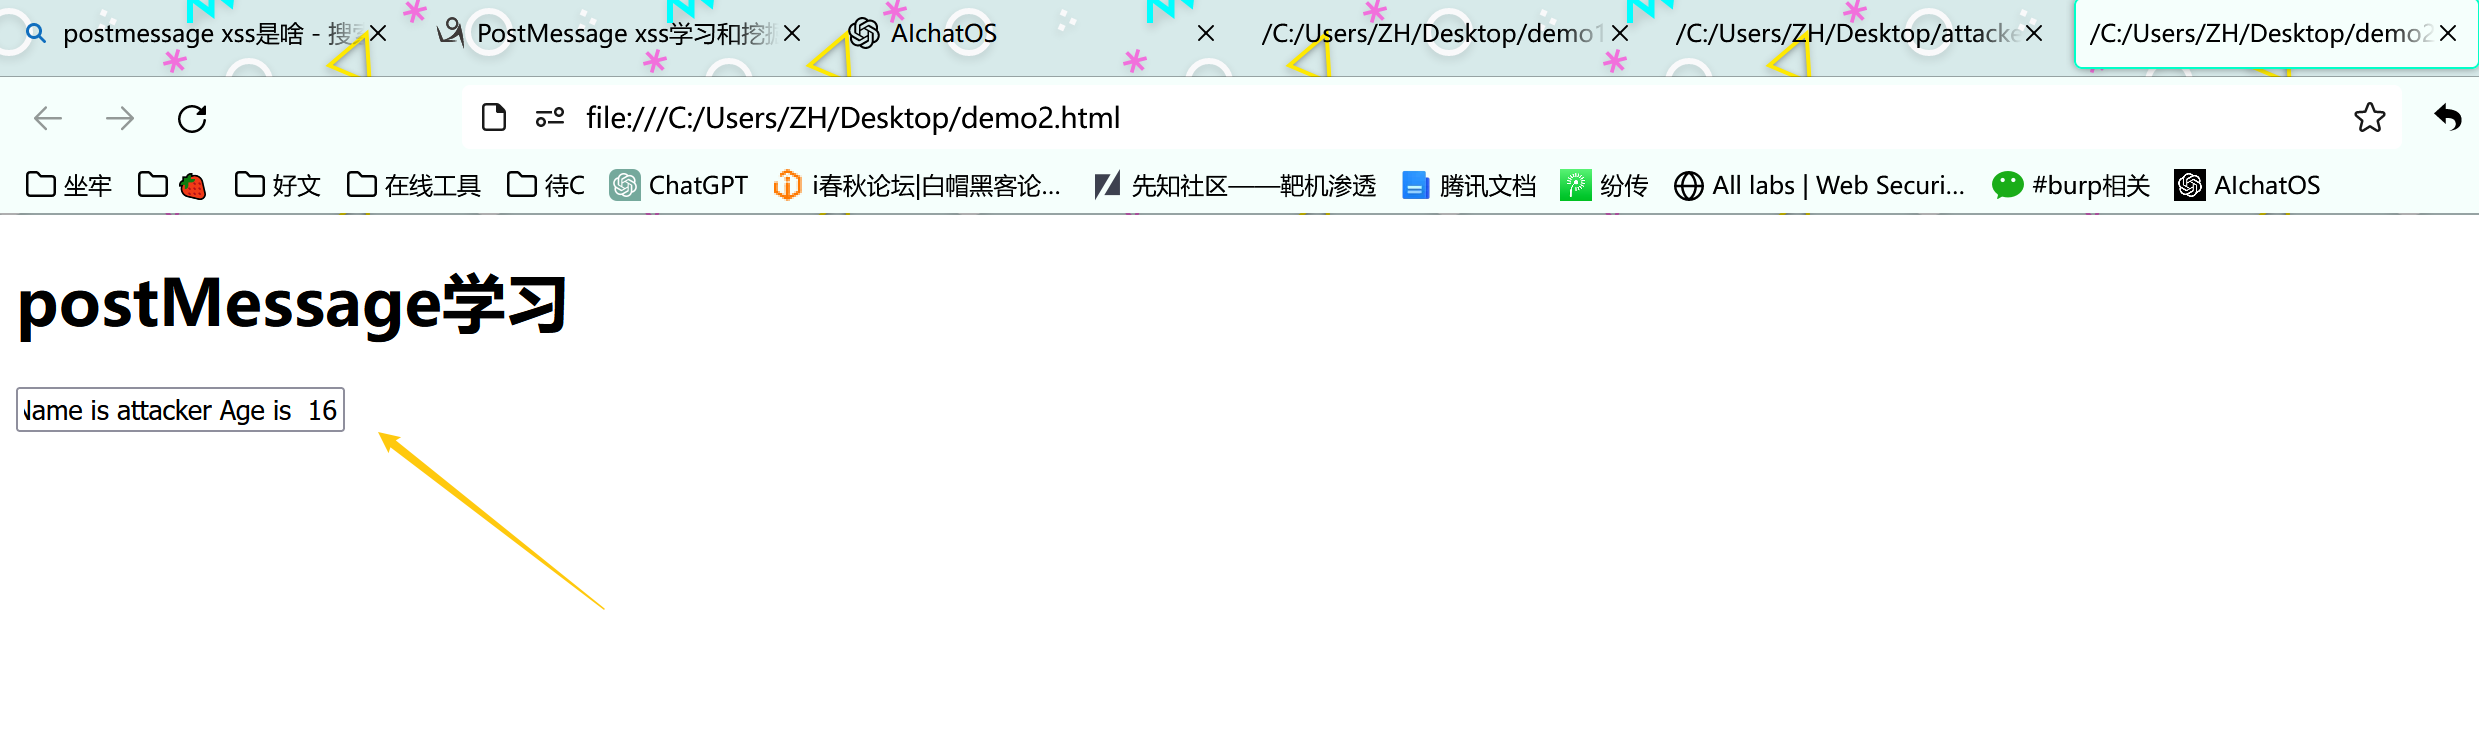 postmessage xss是啥 - 搜索
PostMessage xss学习和挖掘
AIchatOS
/C:/Users/ZH/Desktop/demo1
/C:/Users/ZH/Desktop/attacke
/C:/Users/ZH/Desktop/demo2
file:///C:/Users/ZH/Desktop/demo2.html
坐牢 好文 在线工具 待C ChatGPT i春秋论坛|白帽黑客论... 先知社区——靶机渗透 腾讯文档 纷传 All labs | Web Securi... #burp相关 AIchatOS
postMessage学习
Name is attacker Age is  16